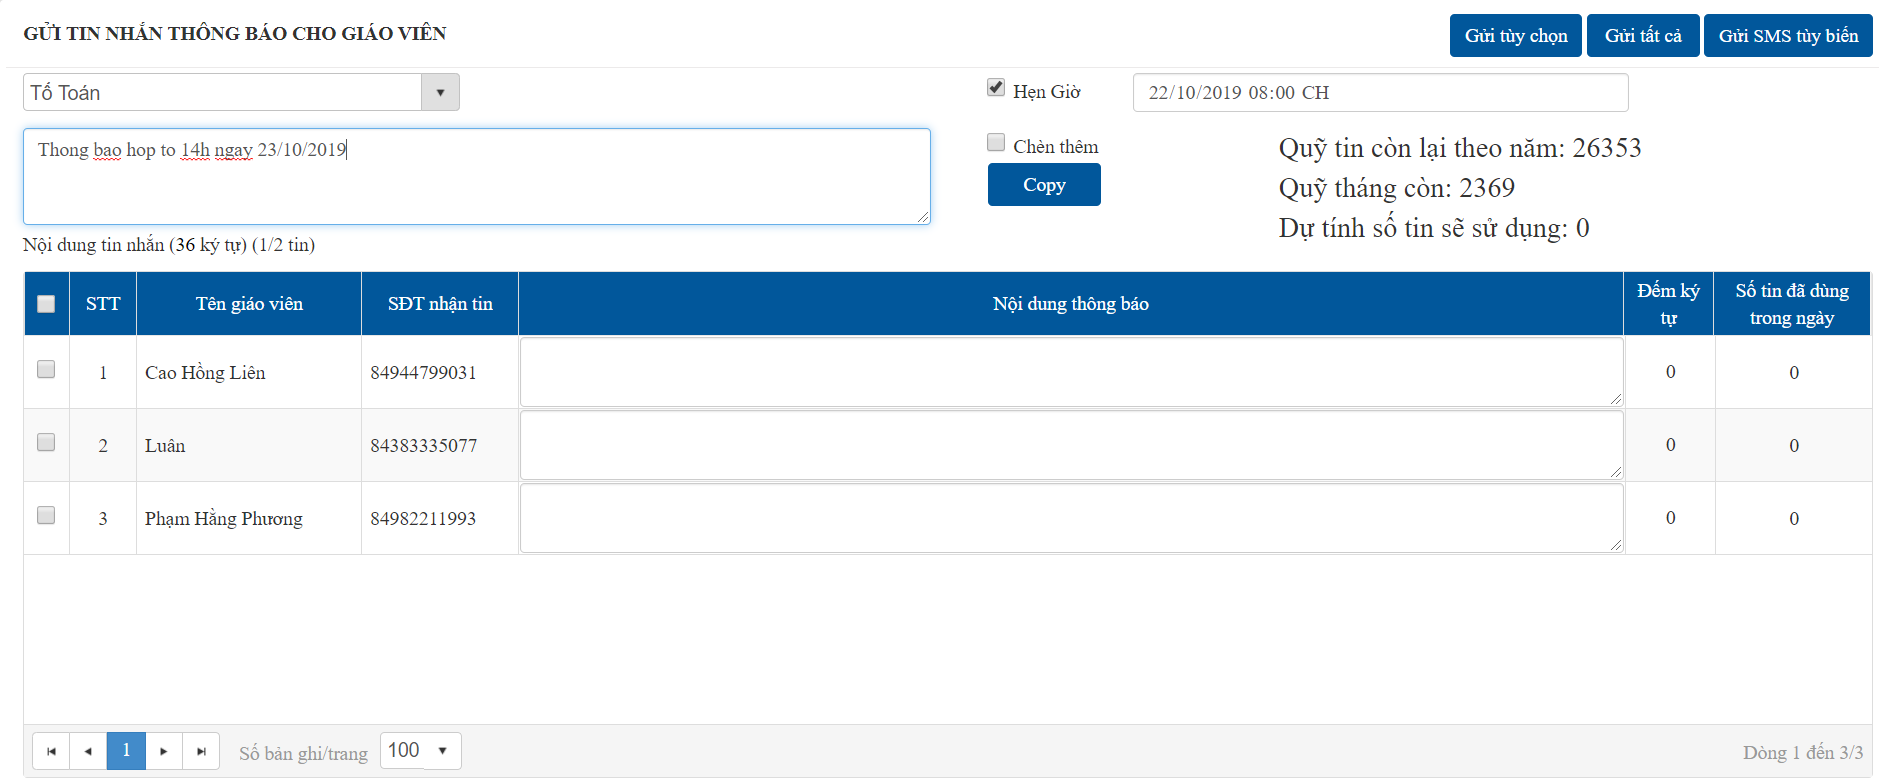 GỬI TIN NHẮN THÔNG BÁO CHO GIÁO VIÊN
Gửi tùy chọn
Gửi tất cả
Gửi SMS tùy biến
Tổ Toán
Hẹn Giờ
22/10/2019 08:00 CH
Thong bao hop to 14h ngay 23/10/2019
Chèn thêm
Copy
Quỹ tin còn lại theo năm: 26353
Quỹ tháng còn: 2369
Dự tính số tin sẽ sử dụng: 0
Nội dung tin nhắn (36 ký tự) (1/2 tin)
STT Tên giáo viên SĐT nhận tin Nội dung thông báo Đếm ký tự Số tin đã dùng trong ngày
1 Cao Hồng Liên 84944799031 0 0
2 Luân 84383335077 0 0
3 Phạm Hằng Phương 84982211993 0 0
1 Số bản ghi/trang 100 Dòng 1 đến 3/3